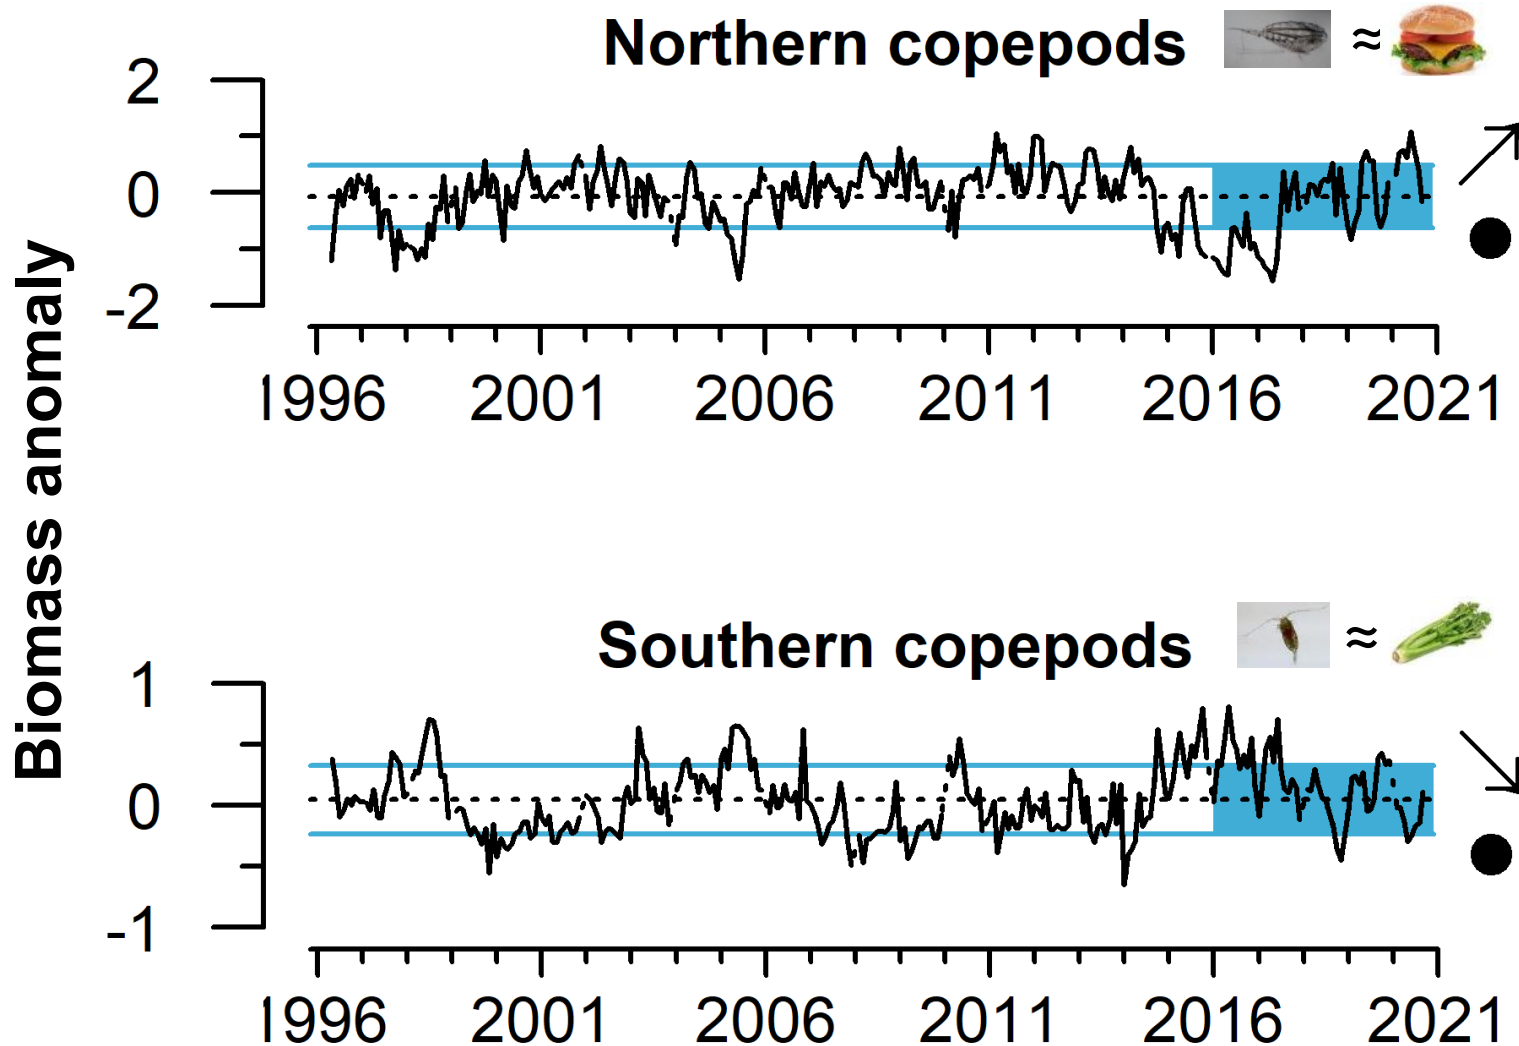 Northern copepods ≈
2
0
-2
1996 2001 2006 2011 2016 2021
Biomass anomaly
Southern copepods ≈
1
0
-1
1996 2001 2006 2011 2016 2021